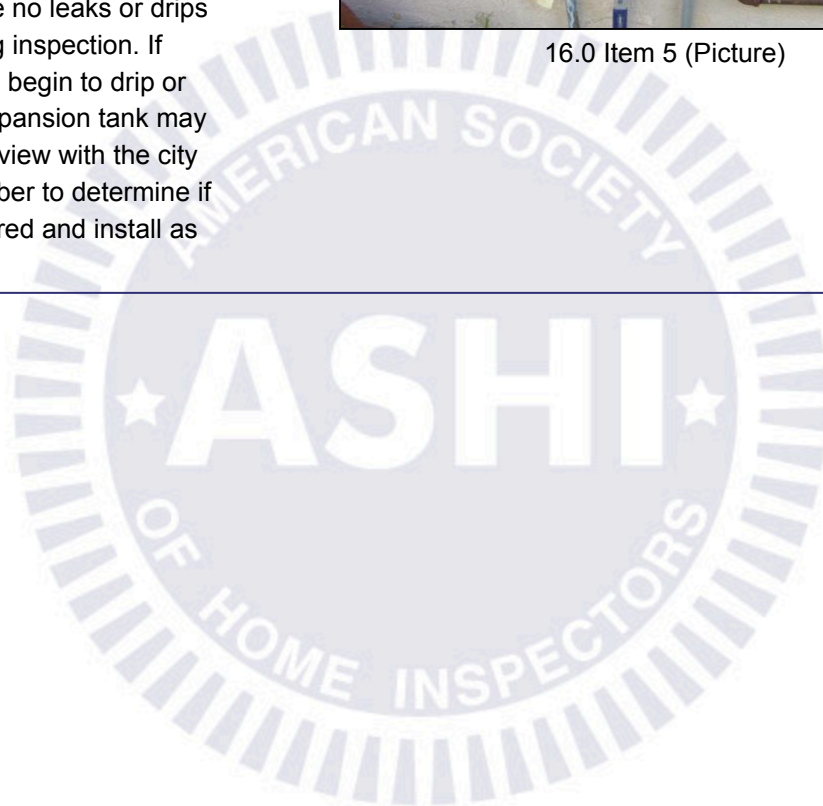 e no leaks or drips
g inspection. If
begin to drip or
pansion tank may
view with the city
ber to determine if
red and install as
16.0 Item 5 (Picture)
AMERICAN SOCIETY
ASHI
OF HOME INSPECTORS